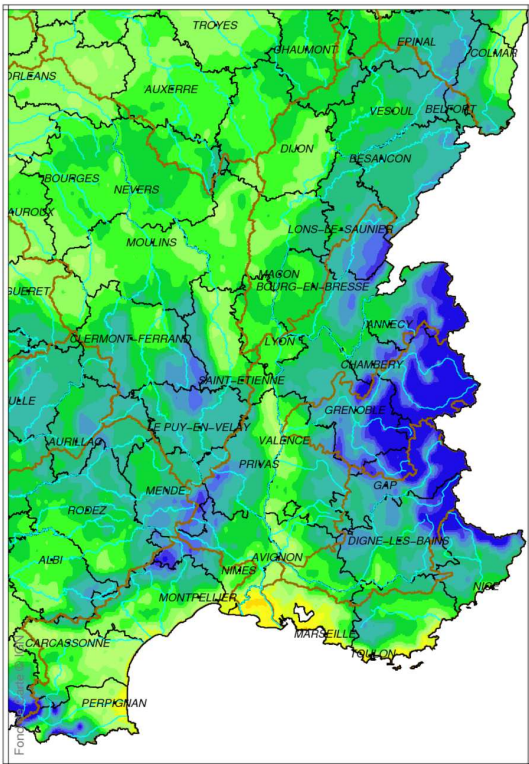 TROYES
CHAUMONT
EPINAL
COLMAR
ORLEANS
AUXERRE
VESOUL
BELFORT
DIJON
BESANCON
BOURGES
NEVERS
AUROUX
LONS-LE-SAUNIER
MOULINS
MACON
BOURG-EN-BRESSE
GUERET
ANNECY
CLERMONT-FERRAND
LYON
CHAMBERY
SAINT-ETIENNE
ULLE
GRENOBLE
LE PUY-EN-VELAY
AURILLAC
VALENCE
PRIVAS
GAP
MENDE
RODEZ
DIGNE-LES-BAINS
AVIGNON
ALBI
NIMES
NICE
MONTPELLIER
MARSEILLE
CARCASSONNE
TOULON
PERPIGNAN